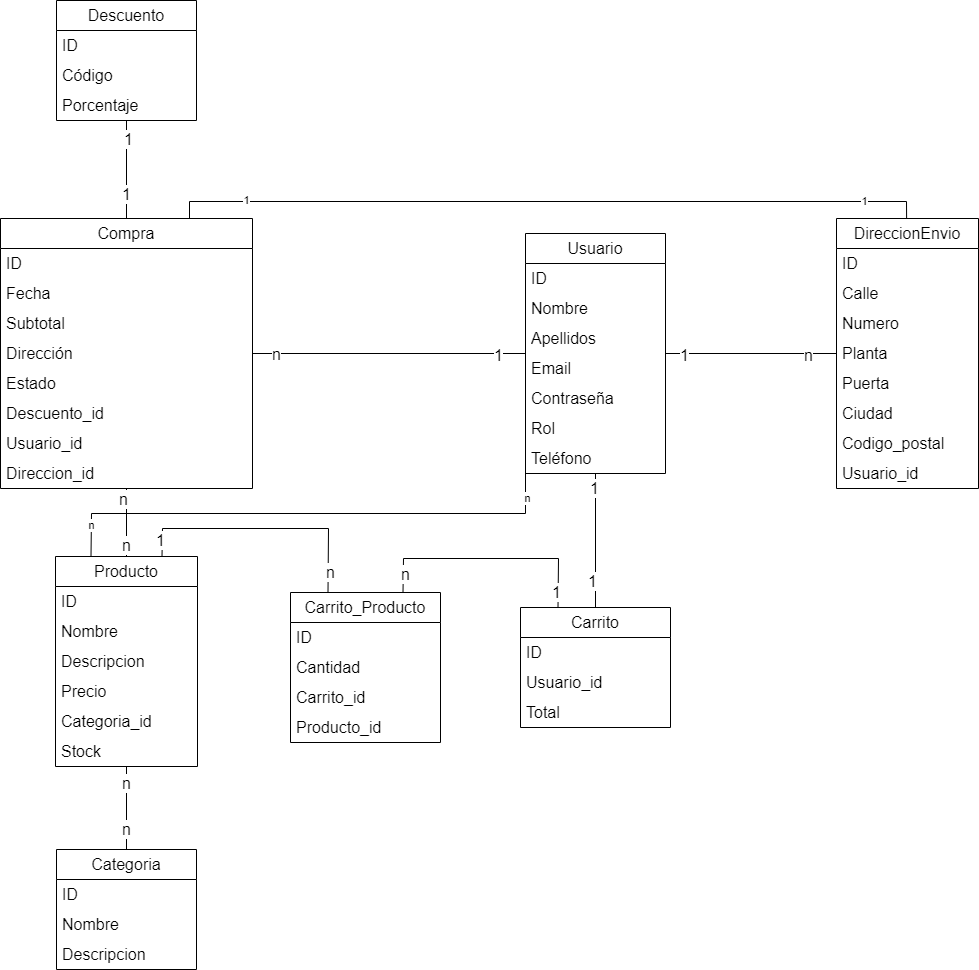 Descuento
ID
Código
Porcentaje
1
1
1
1
Compra
ID
Fecha
Subtotal
Dirección
Estado
Descuento_id
Usuario_id
Direccion_id
n
1
Usuario
ID
Nombre
Apellidos
Email
Contraseña
Rol
Teléfono
1
n
DireccionEnvio
ID
Calle
Numero
Planta
Puerta
Ciudad
Codigo_postal
Usuario_id
n
n
1
n
n
1
Producto
ID
Nombre
Descripcion
Precio
Categoria_id
Stock
n
Carrito_Producto
ID
Cantidad
Carrito_id
Producto_id
n
1
1
Carrito
ID
Usuario_id
Total
n
n
Categoria
ID
Nombre
Descripcion